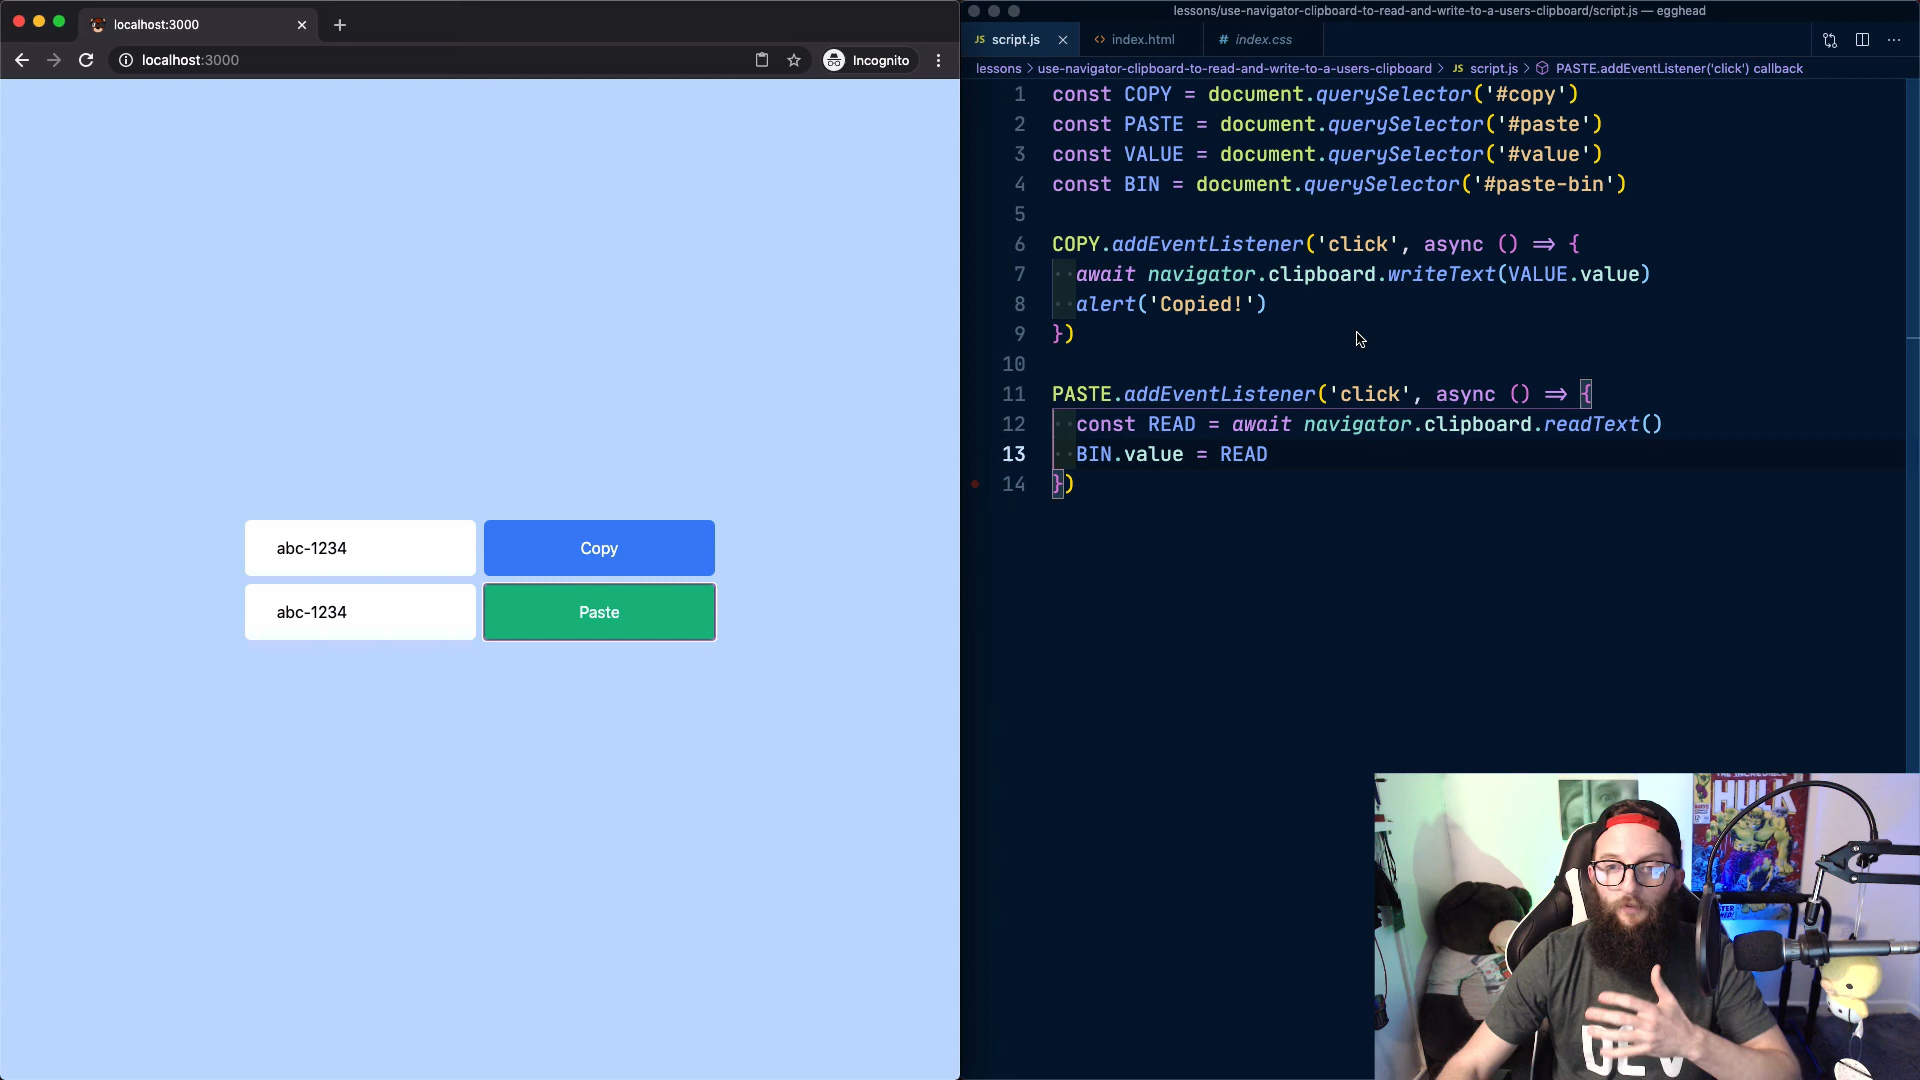 localhost:3000
localhost:3000
Incognito
abc-1234
Copy
abc-1234
Paste
lessons/use-navigator-clipboard-to-read-and-write-to-a-users-clipboard/script.js — egghead
JS script.js
<> index.html
# index.css
lessons > use-navigator-clipboard-to-read-and-write-to-a-users-clipboard > JS script.js > PASTE.addEventListener('click') callback
1 const COPY = document.querySelector('#copy')
2 const PASTE = document.querySelector('#paste')
3 const VALUE = document.querySelector('#value')
4 const BIN = document.querySelector('#paste-bin')
5
6 COPY.addEventListener('click', async () => {
7 await navigator.clipboard.writeText(VALUE.value)
8 alert('Copied!')
9 })
10
11 PASTE.addEventListener('click', async () => {
12 const READ = await navigator.clipboard.readText()
13 BIN.value = READ
14 })
HULK
DEV